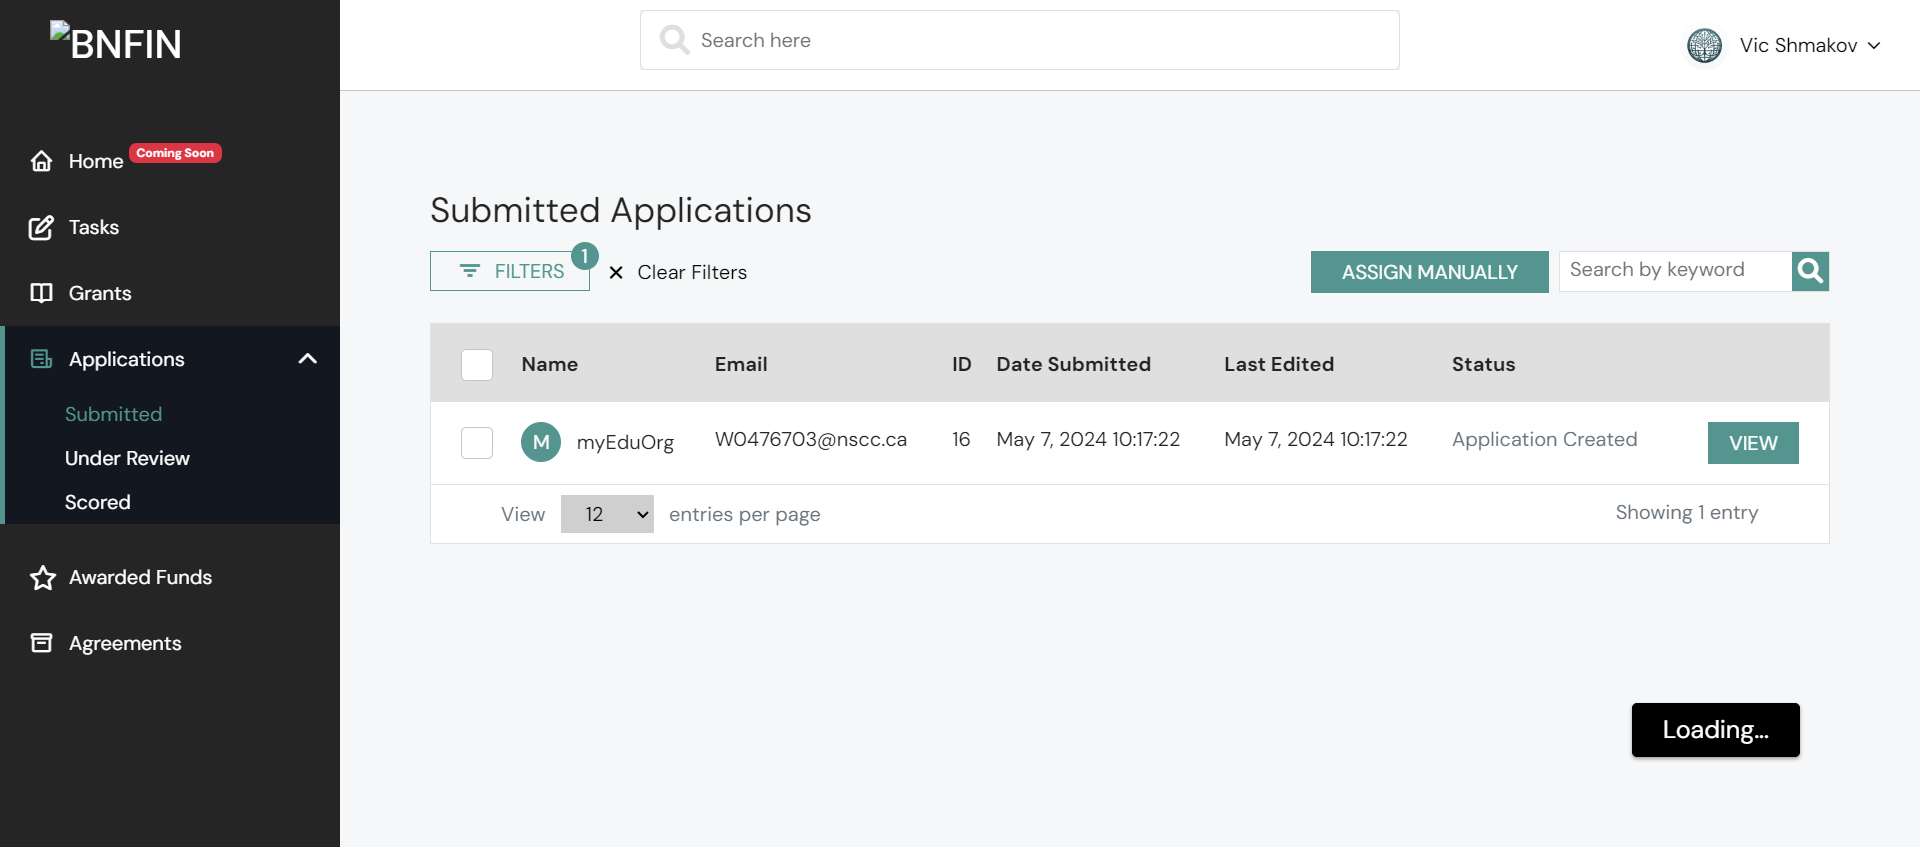 BNFIN
Search here
Vic Shmakov
Home Coming Soon
Tasks
Grants
Applications
Submitted
Under Review
Scored
Awarded Funds
Agreements
Submitted Applications
FILTERS 1 Clear Filters
ASSIGN MANUALLY Search by keyword
Name Email ID Date Submitted Last Edited Status
M myEduOrg W0476703@nscc.ca 16 May 7, 2024 10:17:22 May 7, 2024 10:17:22 Application Created VIEW
View 12 entries per page Showing 1 entry
Loading...